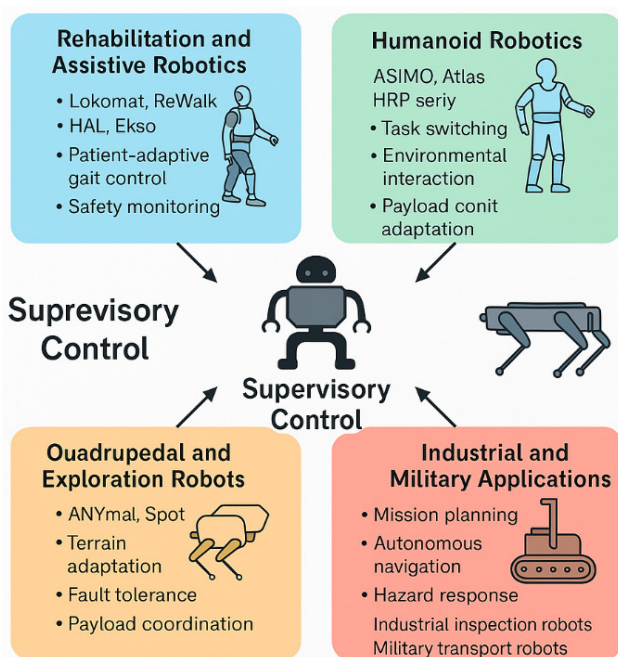 Rehabilitation and
Assistive Robotics
• Lokomat, ReWalk
• HAL, Ekso
• Patient-adaptive
gait control
• Safety monitoring
Humanoid Robotics
ASIMO, Atlas
HRP seriy
• Task switching
• Environmental
interaction
• Payload conit
adaptation
Suprevisory
Control
Supervisory
Control
Ouadrupedal and
Exploration Robots
• ANYmal, Spot
• Terrain
adaptation
• Fault tolerance
• Payload coordination
Industrial and
Military Applications
• Mission planning
• Autonomous
navigation
• Hazard response
Industrial inspection robots
Military transport robots